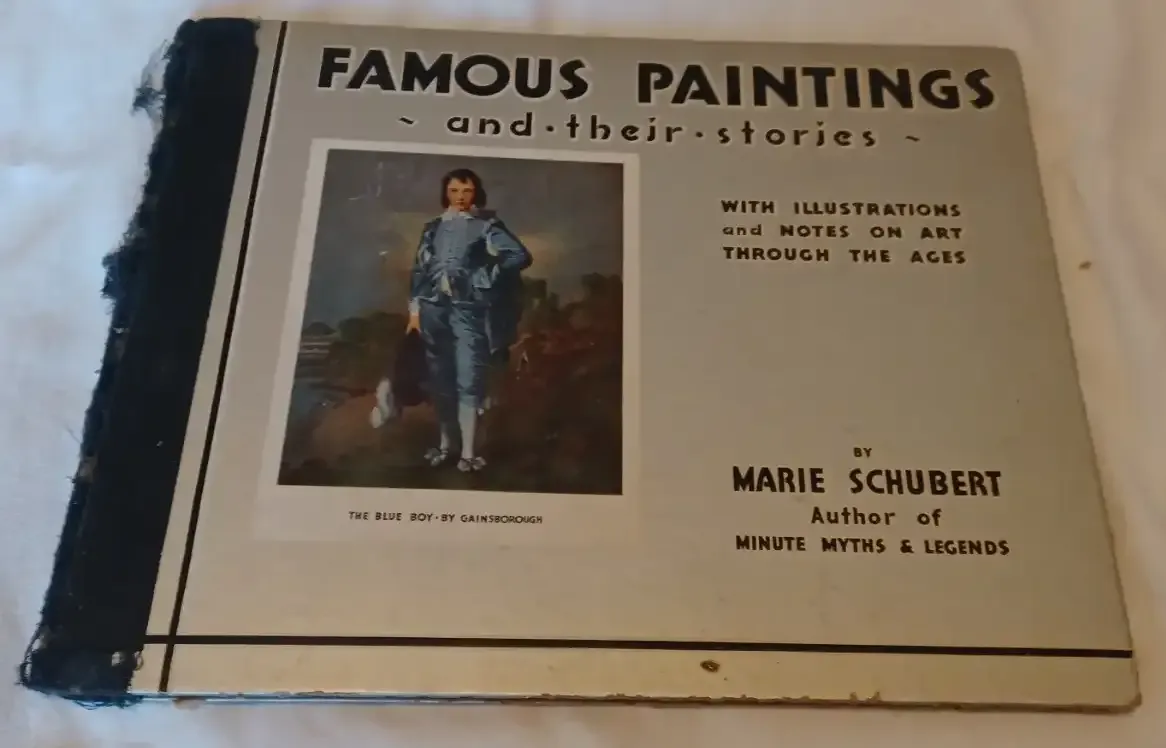 FAMOUS PAINTINGS
~ and · their · stories ~
WITH ILLUSTRATIONS
and NOTES ON ART
THROUGH THE AGES
THE BLUE BOY · BY GAINSBOROUGH
BY
MARIE SCHUBERT
Author of
MINUTE MYTHS & LEGENDS